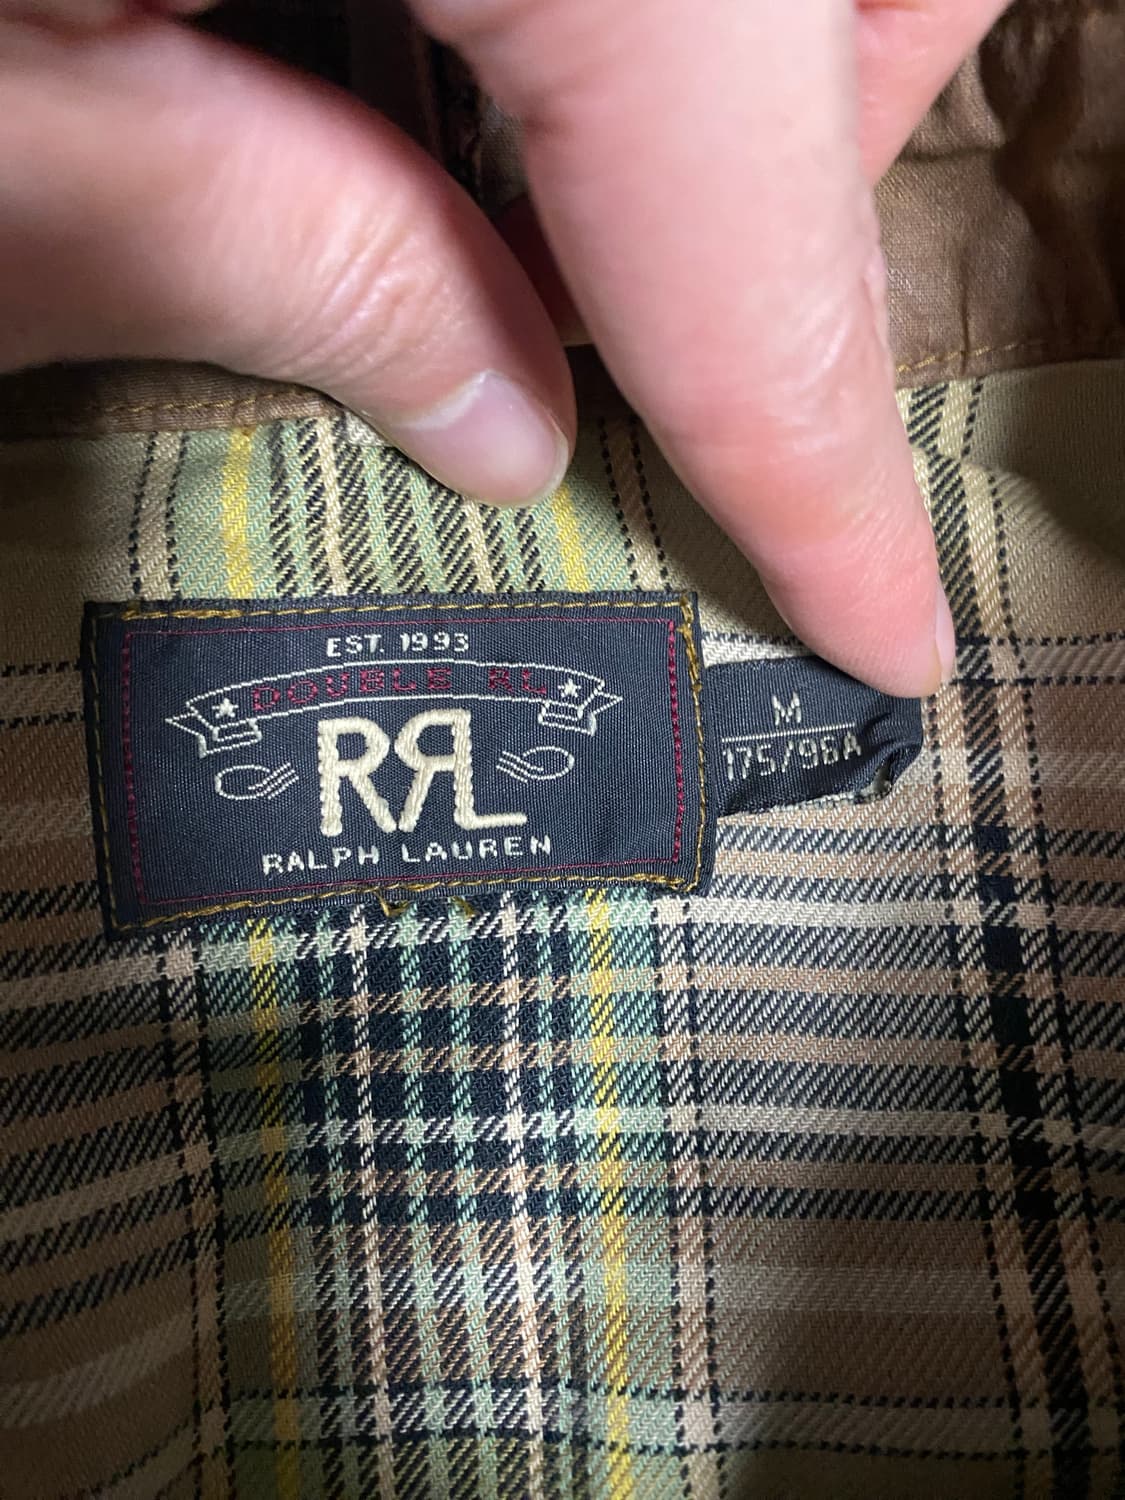 EST. 1993
DOUBLE RL
RRL
RALPH LAUREN
M
175/96A